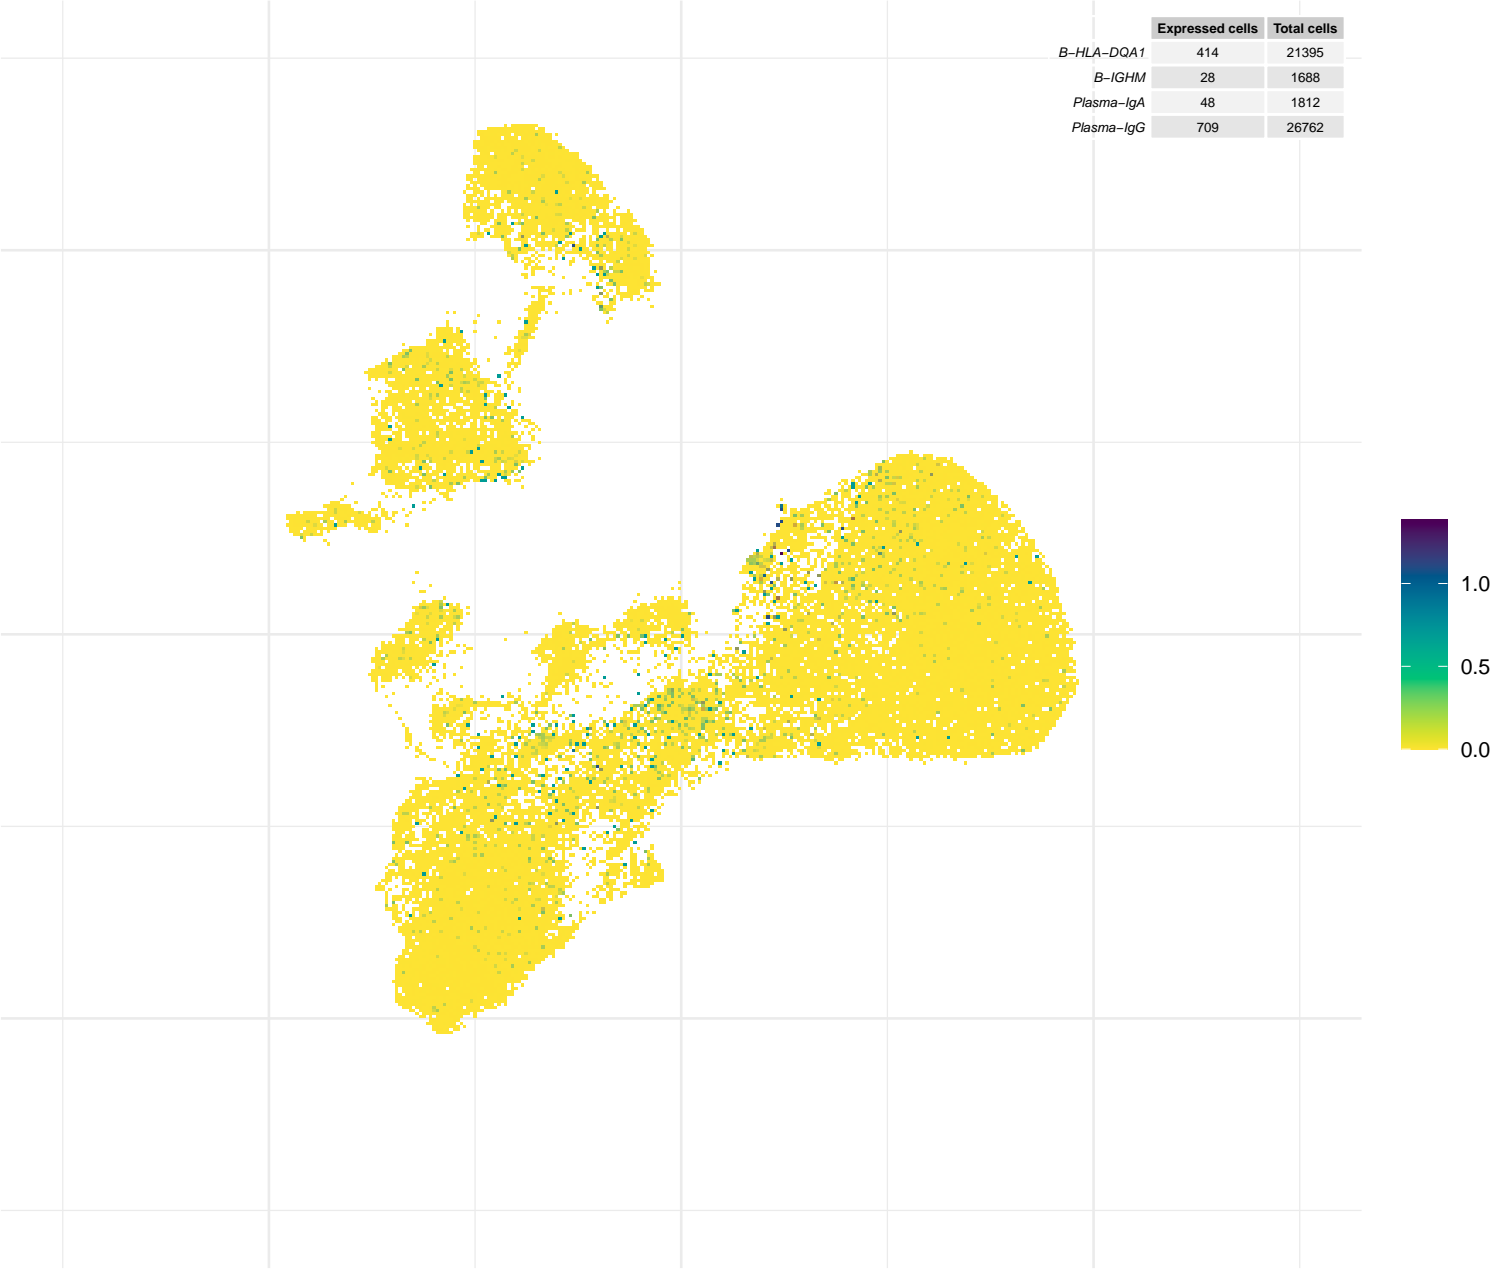 Expressed cells Total cells
B−HLA−DQA1 414 21395
B−IGHM 28 1688
Plasma−IgA 48 1812
Plasma−IgG 709 26762
1.0
0.5
0.0